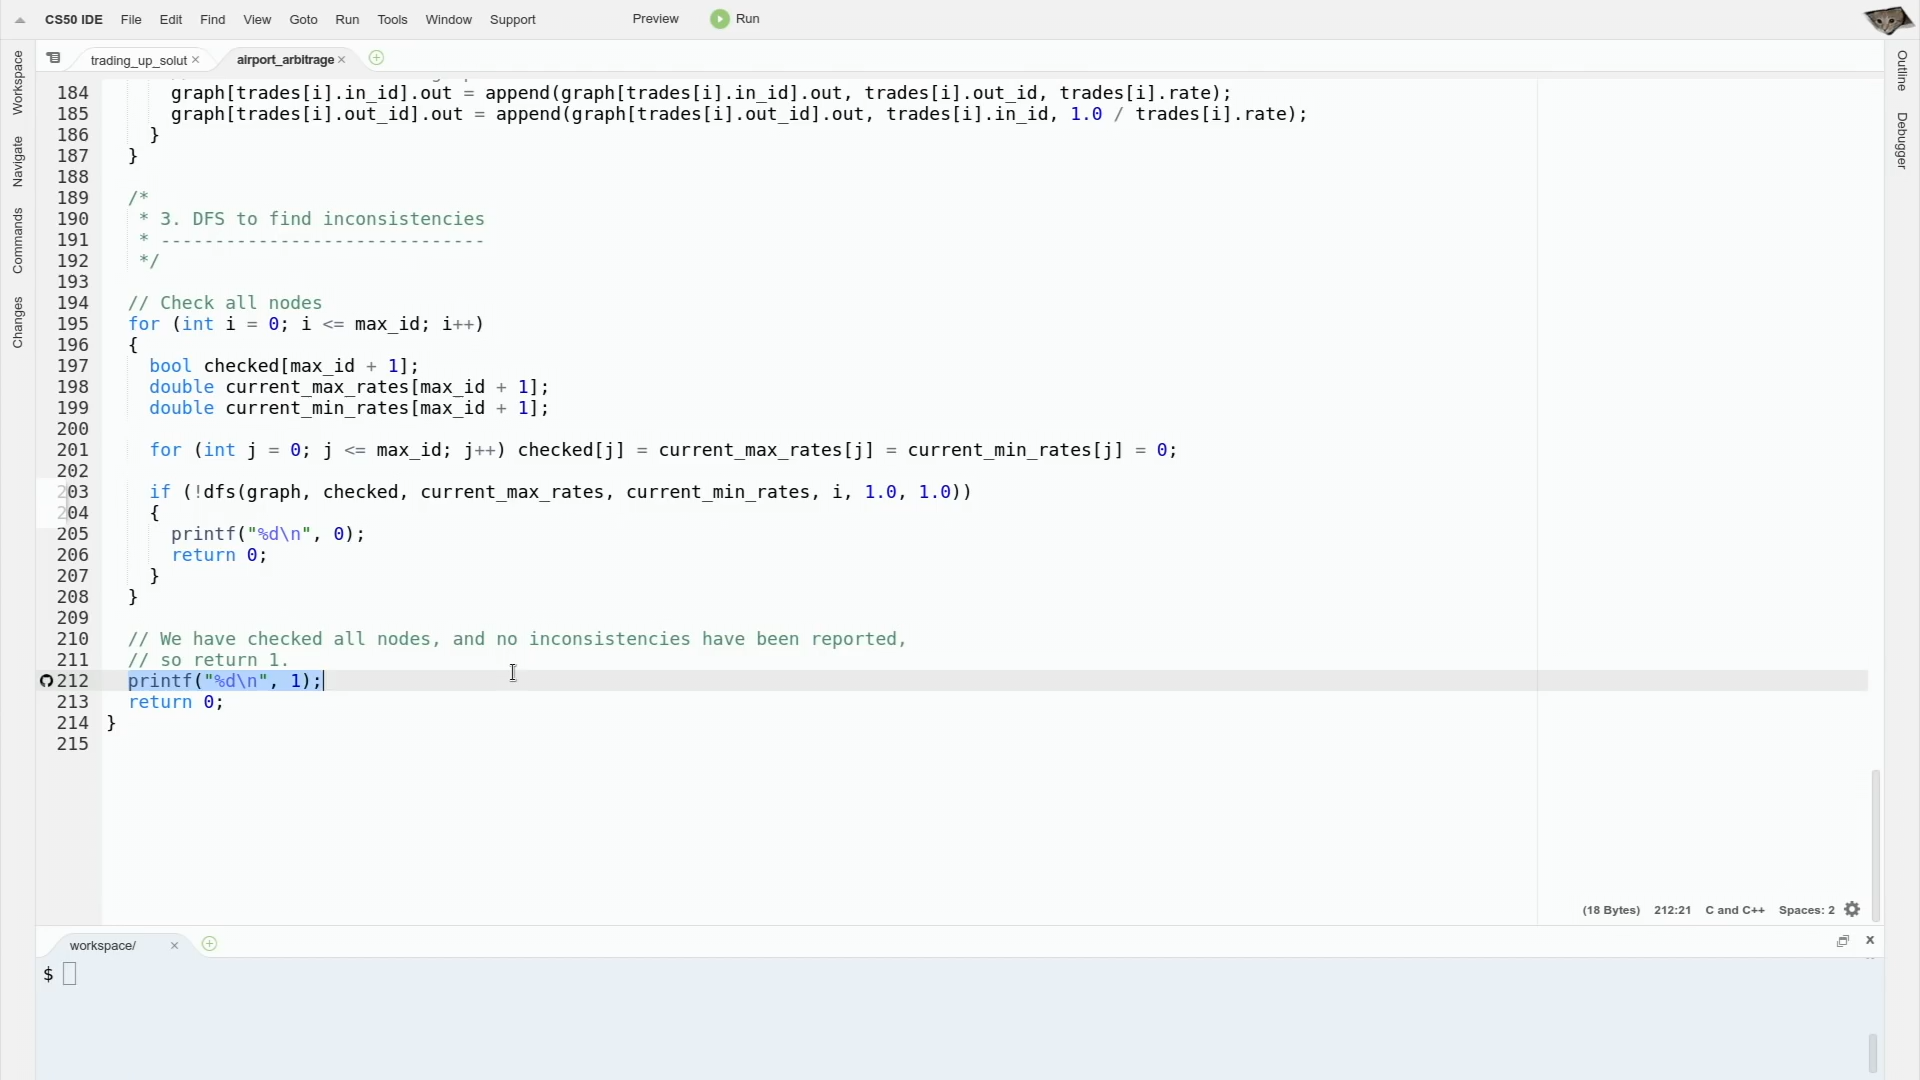 CS50 IDE File Edit Find View Goto Run Tools Window Support Preview Run
trading_up_solut × airport_arbitrage ×
Workspace
Navigate
Commands
Changes
Outline
Debugger
184 graph[trades[i].in_id].out = append(graph[trades[i].in_id].out, trades[i].out_id, trades[i].rate);
185 graph[trades[i].out_id].out = append(graph[trades[i].out_id].out, trades[i].in_id, 1.0 / trades[i].rate);
186 }
187 }
188
189 /*
190 * 3. DFS to find inconsistencies
191 * ------------------------------
192 */
193
194 // Check all nodes
195 for (int i = 0; i <= max_id; i++)
196 {
197 bool checked[max_id + 1];
198 double current_max_rates[max_id + 1];
199 double current_min_rates[max_id + 1];
200
201 for (int j = 0; j <= max_id; j++) checked[j] = current_max_rates[j] = current_min_rates[j] = 0;
202
203 if (!dfs(graph, checked, current_max_rates, current_min_rates, i, 1.0, 1.0))
204 {
205 printf("%d\n", 0);
206 return 0;
207 }
208 }
209
210 // We have checked all nodes, and no inconsistencies have been reported,
211 // so return 1.
212 printf("%d\n", 1);
213 return 0;
214 }
215
(18 Bytes) 212:21 C and C++ Spaces: 2
workspace/ ×
$